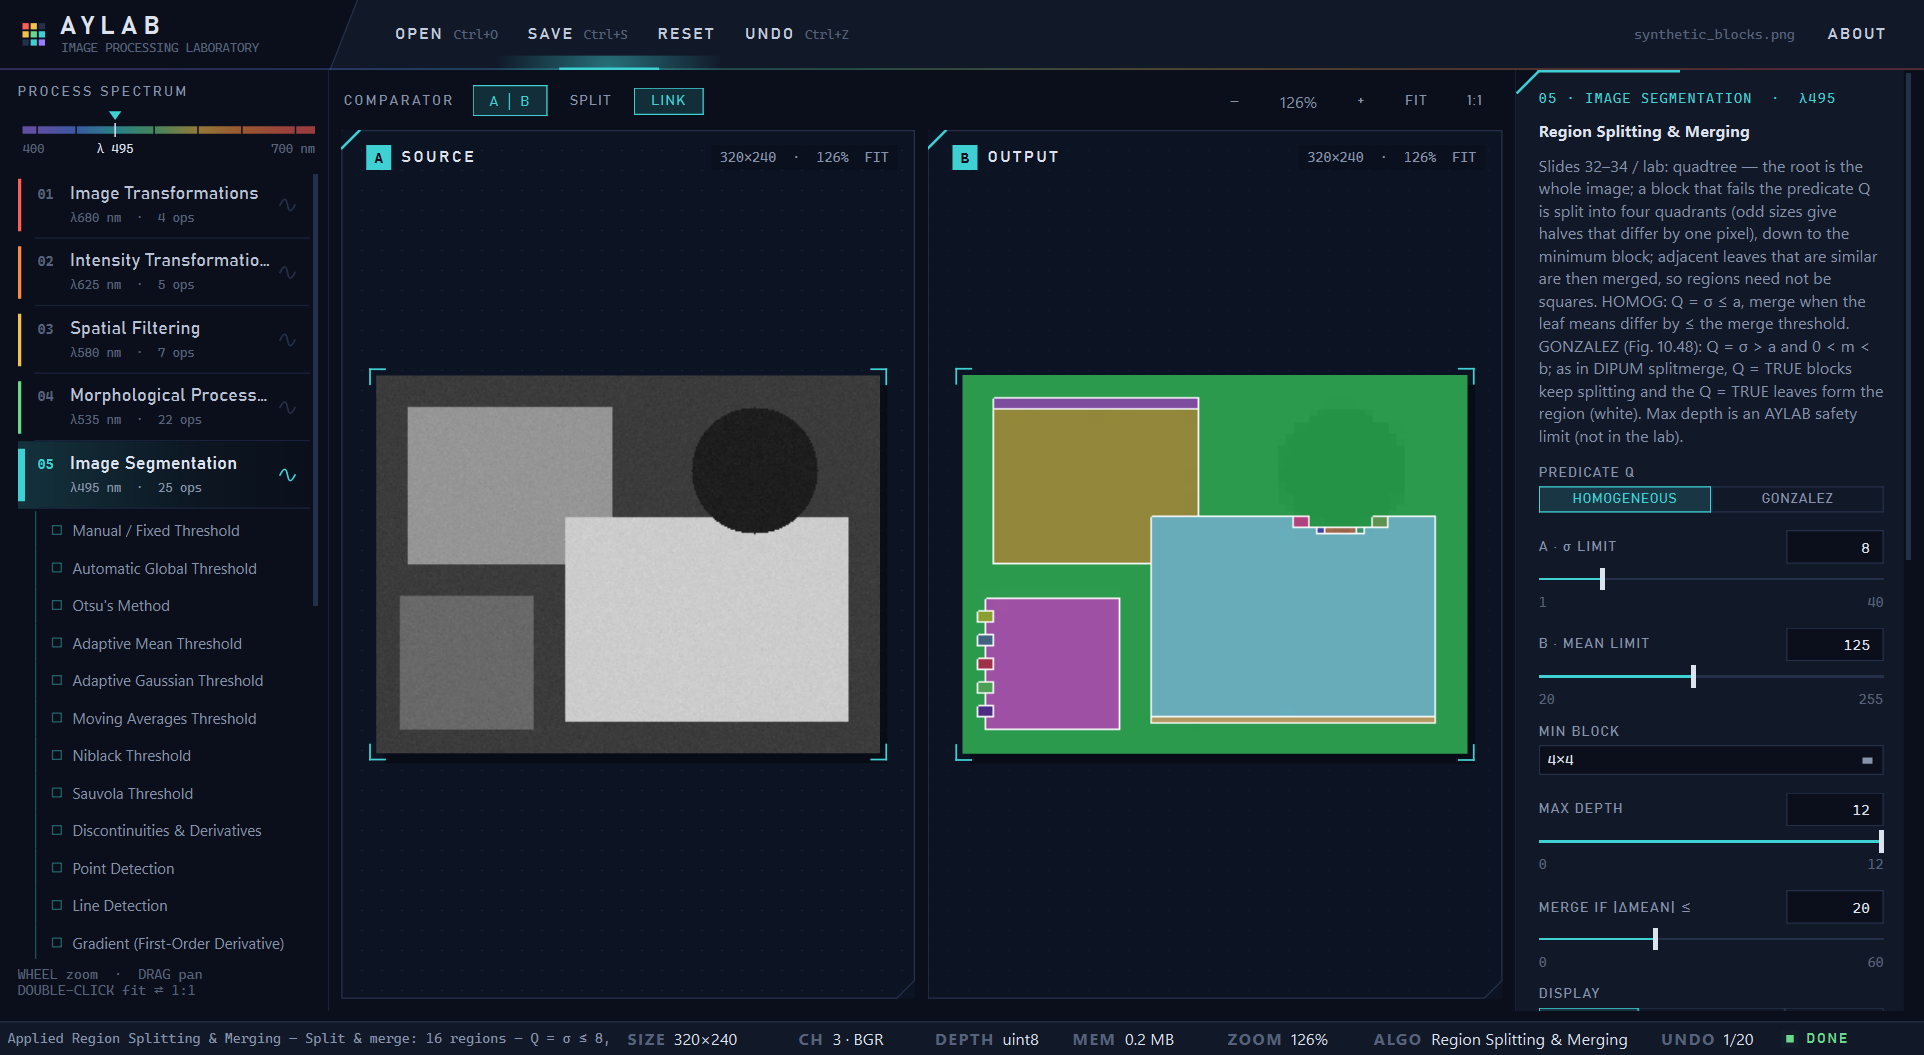 AYLAB
IMAGE PROCESSING LABORATORY
OPEN Ctrl+O SAVE Ctrl+S RESET UNDO Ctrl+Z
synthetic_blocks.png ABOUT
PROCESS SPECTRUM
400 λ 495 700 nm
01 Image Transformations
λ680 nm · 4 ops
02 Intensity Transformatio...
λ625 nm · 5 ops
03 Spatial Filtering
λ580 nm · 7 ops
04 Morphological Process...
λ535 nm · 22 ops
05 Image Segmentation
λ495 nm · 25 ops
Manual / Fixed Threshold
Automatic Global Threshold
Otsu's Method
Adaptive Mean Threshold
Adaptive Gaussian Threshold
Moving Averages Threshold
Niblack Threshold
Sauvola Threshold
Discontinuities & Derivatives
Point Detection
Line Detection
Gradient (First-Order Derivative)
WHEEL zoom · DRAG pan
DOUBLE-CLICK fit ⇄ 1:1
COMPARATOR A | B SPLIT LINK − 126% + FIT 1:1
A SOURCE 320×240 · 126% FIT
B OUTPUT 320×240 · 126% FIT
05 · IMAGE SEGMENTATION · λ495
Region Splitting & Merging
Slides 32–34 / lab: quadtree — the root is the
whole image; a block that fails the predicate Q
is split into four quadrants (odd sizes give
halves that differ by one pixel), down to the
minimum block; adjacent leaves that are similar
are then merged, so regions need not be
squares. HOMOG: Q = σ ≤ a, merge when the
leaf means differ by ≤ the merge threshold.
GONZALEZ (Fig. 10.48): Q = σ > a and 0 < m <
b; as in DIPUM splitmerge, Q = TRUE blocks
keep splitting and the Q = TRUE leaves form the
region (white). Max depth is an AYLAB safety
limit (not in the lab).
PREDICATE Q
HOMOGENEOUS GONZALEZ
A · σ LIMIT 8
1 40
B · MEAN LIMIT 125
20 255
MIN BLOCK
4×4
MAX DEPTH 12
0 12
MERGE IF |ΔMEAN| ≤ 20
0 60
DISPLAY
Applied Region Splitting & Merging — Split & merge: 16 regions — Q = σ ≤ 8, SIZE 320×240 CH 3 · BGR DEPTH uint8 MEM 0.2 MB ZOOM 126% ALGO Region Splitting & Merging UNDO 1/20 DONE